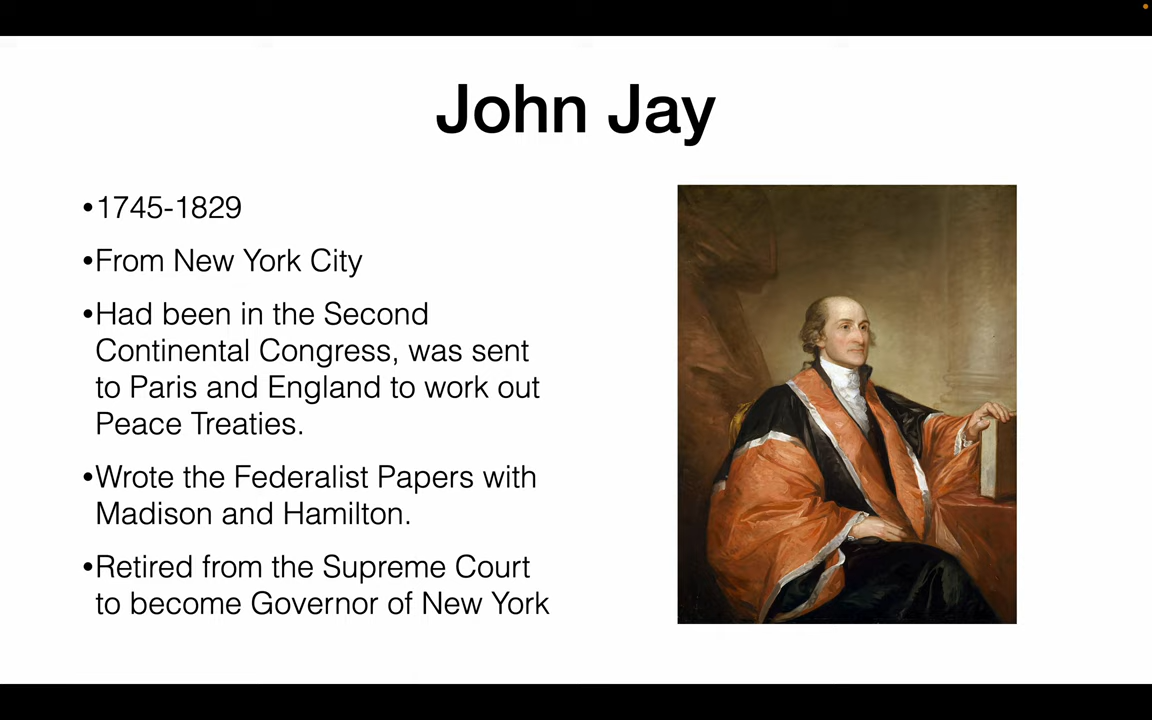 John Jay
•1745-1829
•From New York City
•Had been in the Second
Continental Congress, was sent
to Paris and England to work out
Peace Treaties.
•Wrote the Federalist Papers with
Madison and Hamilton.
•Retired from the Supreme Court
to become Governor of New York